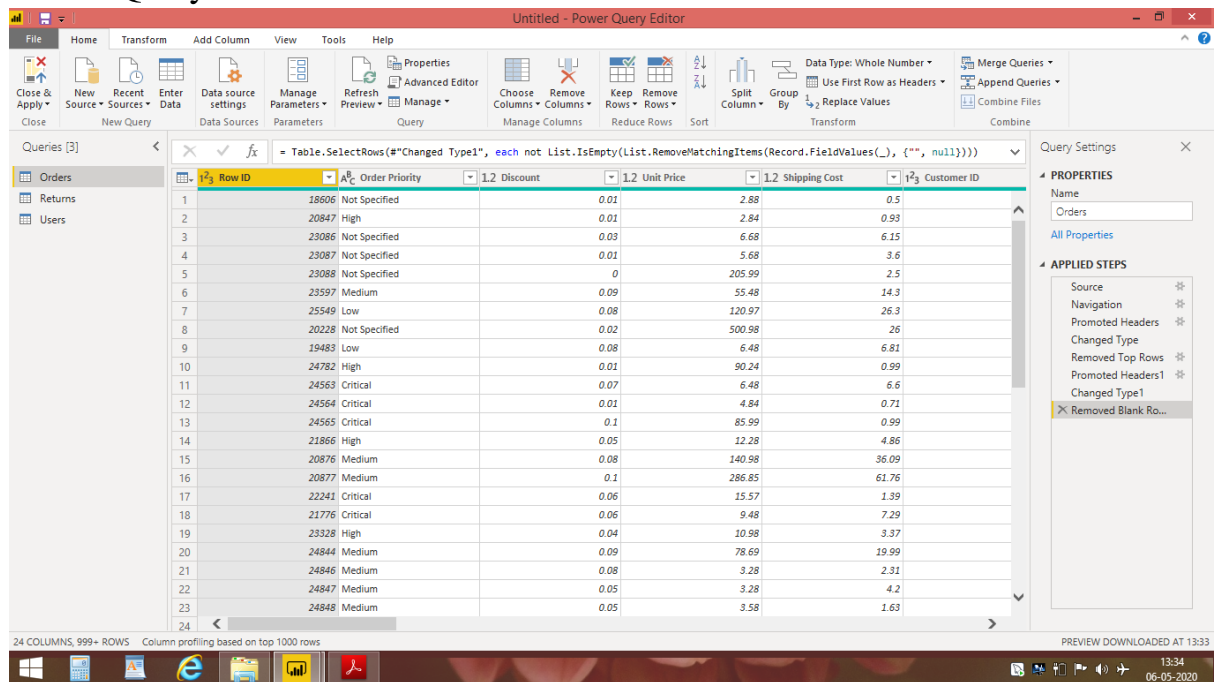 Untitled - Power Query Editor
File Home Transform Add Column View Tools Help
Close & Apply
New Source
Recent Sources
Enter Data
Data source settings
Manage Parameters
Refresh Preview
Properties
Advanced Editor
Manage
Choose Columns
Remove Columns
Keep Rows
Remove Rows
Split Column
Group By
Data Type: Whole Number
Use First Row as Headers
Replace Values
Merge Queries
Append Queries
Combine Files
Close New Query Data Sources Parameters Query Manage Columns Reduce Rows Sort Transform Combine
Queries [3]
Orders
Returns
Users
= Table.SelectRows(#"Changed Type1", each not List.IsEmpty(List.RemoveMatchingItems(Record.FieldValues(_), {"", null})))
Row ID Order Priority 1.2 Discount 1.2 Unit Price 1.2 Shipping Cost Customer ID
1 18606 Not Specified 0.01 2.88 0.5
2 20847 High 0.01 2.84 0.93
3 23086 Not Specified 0.03 6.68 6.15
4 23087 Not Specified 0.01 5.68 3.6
5 23088 Not Specified 0 205.99 2.5
6 23597 Medium 0.09 55.48 14.3
7 25549 Low 0.08 120.97 26.3
8 20228 Not Specified 0.02 500.98 26
9 19483 Low 0.08 6.48 6.81
10 24782 High 0.01 90.24 0.99
11 24563 Critical 0.07 6.48 6.6
12 24564 Critical 0.01 4.84 0.71
13 24565 Critical 0.1 85.99 0.99
14 21866 High 0.05 12.28 4.86
15 20876 Medium 0.08 140.98 36.09
16 20877 Medium 0.1 286.85 61.76
17 22241 Critical 0.06 15.57 1.39
18 21776 Critical 0.06 9.48 7.29
19 23328 High 0.04 10.98 3.37
20 24844 Medium 0.09 78.69 19.99
21 24846 Medium 0.08 3.28 2.31
22 24847 Medium 0.05 3.28 4.2
23 24848 Medium 0.05 3.58 1.63
24
Query Settings
PROPERTIES
Name
Orders
All Properties
APPLIED STEPS
Source
Navigation
Promoted Headers
Changed Type
Removed Top Rows
Promoted Headers1
Changed Type1
Removed Blank Ro...
24 COLUMNS, 999+ ROWS Column profiling based on top 1000 rows
PREVIEW DOWNLOADED AT 13:33
13:34
06-05-2020